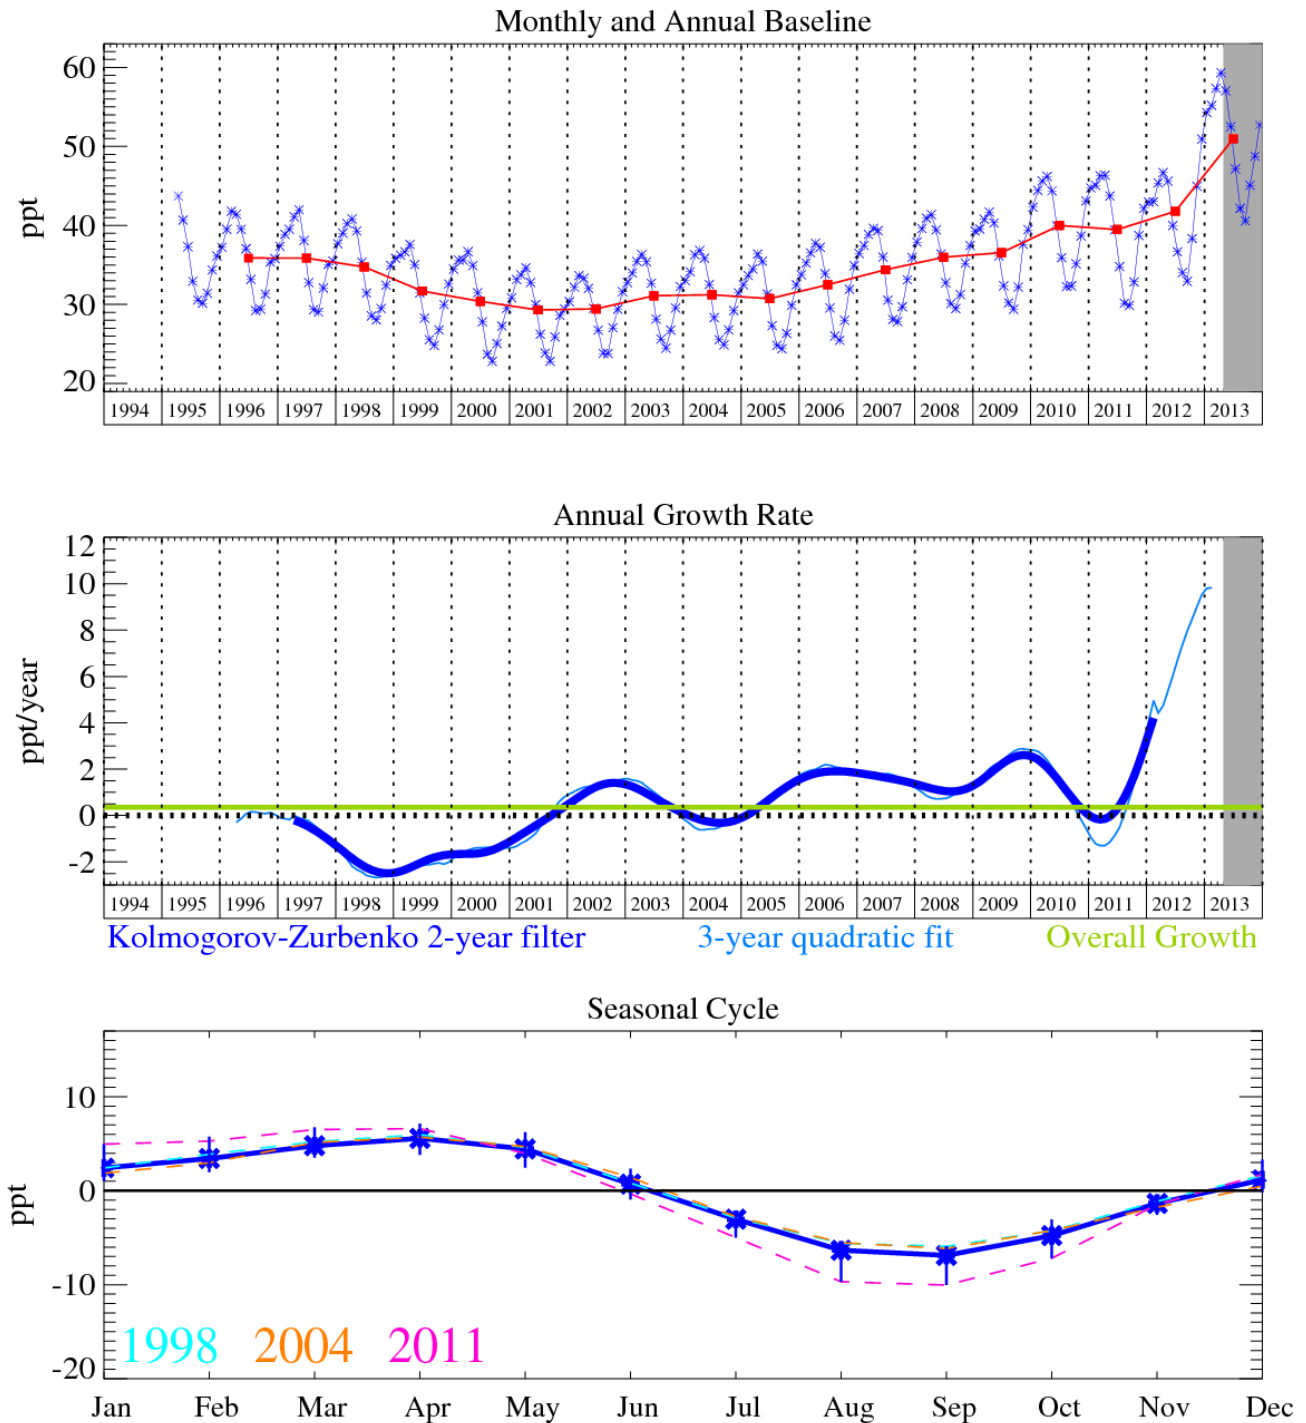 Monthly and Annual Baseline
60
50
40
30
20
ppt
1994 1995 1996 1997 1998 1999 2000 2001 2002 2003 2004 2005 2006 2007 2008 2009 2010 2011 2012 2013
Annual Growth Rate
12
10
8
6
4
2
0
-2
ppt/year
1994 1995 1996 1997 1998 1999 2000 2001 2002 2003 2004 2005 2006 2007 2008 2009 2010 2011 2012 2013
Kolmogorov-Zurbenko 2-year filter 3-year quadratic fit Overall Growth
Seasonal Cycle
10
0
-10
-20
ppt
1998 2004 2011
Jan Feb Mar Apr May Jun Jul Aug Sep Oct Nov Dec